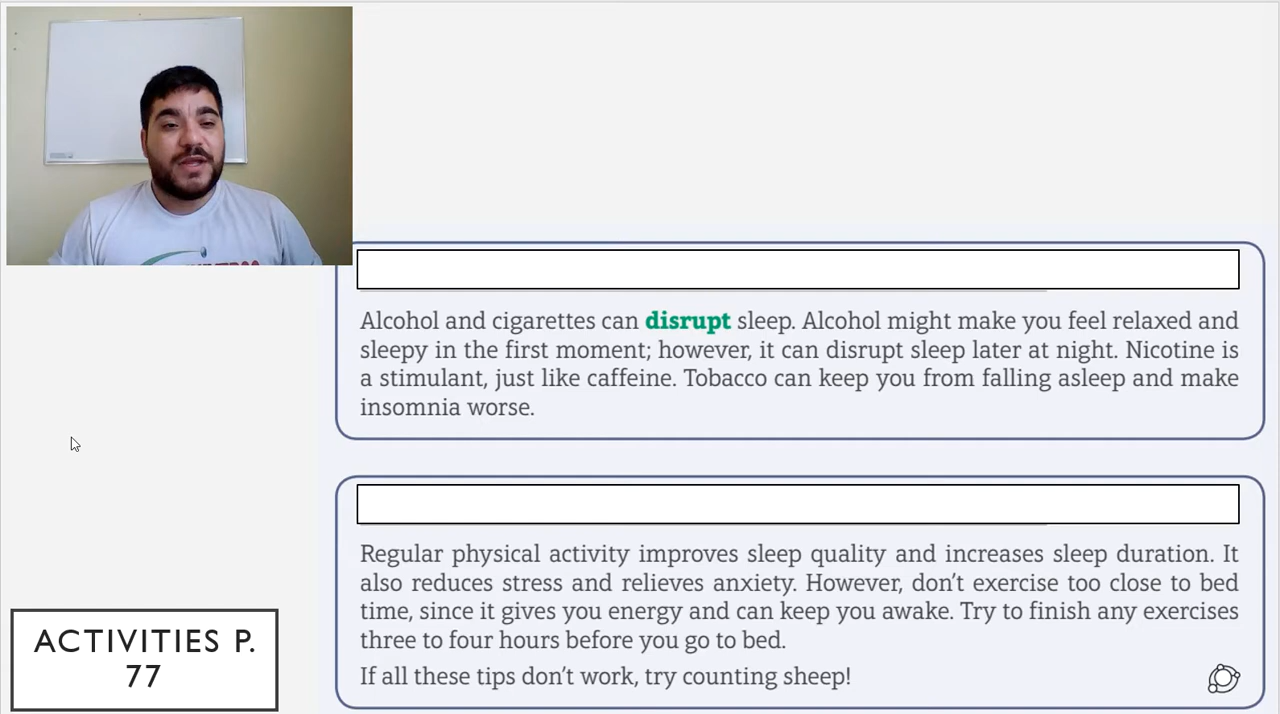 Alcohol and cigarettes can disrupt sleep. Alcohol might make you feel relaxed and
sleepy in the first moment; however, it can disrupt sleep later at night. Nicotine is
a stimulant, just like caffeine. Tobacco can keep you from falling asleep and make
insomnia worse.
Regular physical activity improves sleep quality and increases sleep duration. It
also reduces stress and relieves anxiety. However, don’t exercise too close to bed
time, since it gives you energy and can keep you awake. Try to finish any exercises
three to four hours before you go to bed.
If all these tips don’t work, try counting sheep!
ACTIVITIES P.
77